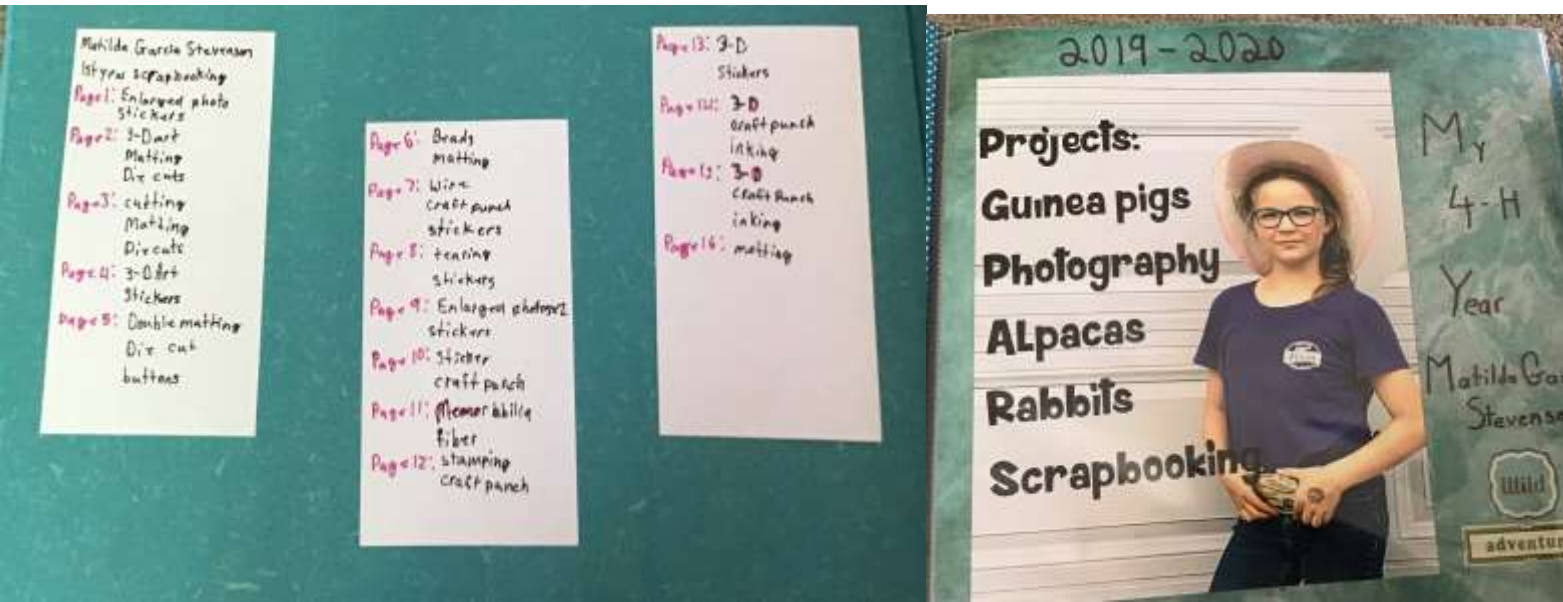 Matilda Garcia Stevenson
1st year scrapbooking
Page 1: Enlarged photo
stickers
Page 2: 3-D art
Matting
Die cuts
Page 3: cutting
Matting
Die cuts
Page 4: 3-D Art
Stickers
Page 5: Double matting
Die cut
buttons
Page 6: Beads
matting
Page 7: Wire
craft punch
stickers
Page 8: tearing
stickers
Page 9: Enlarged
stickers
Page 10: Sticker
craft punch
Page 11: Memorabilia
fiber
Page 12: stamping
craft punch
Page 13: 3-D
Stickers
Page 14: 3-D
craft punch
inking
Page 15: 3-D
craft punch
inking
Page 16: matting
2019-2020
Projects:
Guinea pigs
Photography
ALpacas
Rabbits
Scrapbooking
My
4-H
Year
Matilda Ga
Stevenso
Wild
adventur